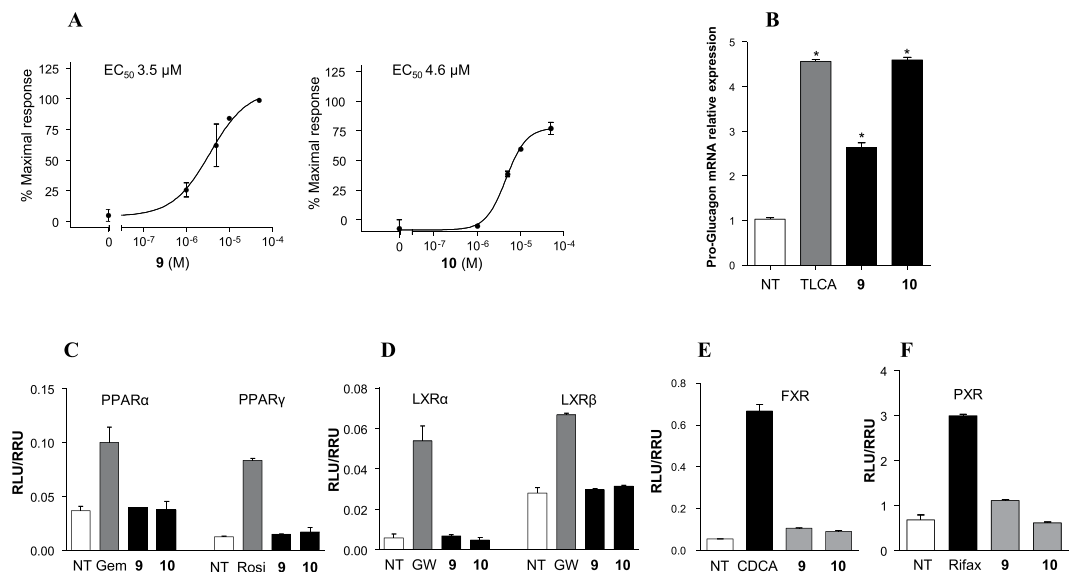 A
EC50 3.5 µM
% Maximal response
125
100
75
50
25
0
0
10-7
10-6
10-5
10-4
9 (M)
EC50 4.6 µM
% Maximal response
125
100
75
50
25
0
0
10-7
10-6
10-5
10-4
10 (M)
B
Pro-Glucagon mRNA relative expression
5
4
3
2
1
0
*
*
*
NT TLCA 9 10
C
PPARα PPARγ
RLU/RRU
0.15
0.10
0.05
0.00
NT Gem 9 10 NT Rosi 9 10
D
LXRα LXRβ
RLU/RRU
0.08
0.06
0.04
0.02
0.00
NT GW 9 10 NT GW 9 10
E
FXR
RLU/RRU
0.8
0.6
0.4
0.2
0.0
NT CDCA 9 10
F
PXR
RLU/RRU
4
3
2
1
0
NT Rifax 9 10